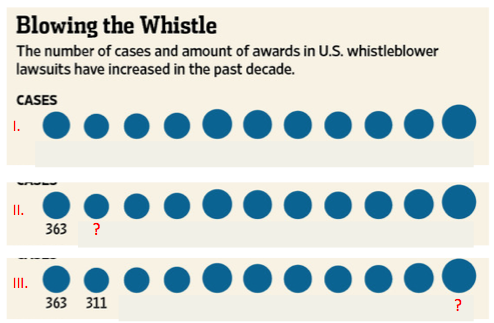 Blowing the Whistle
The number of cases and amount of awards in U.S. whistleblower
lawsuits have increased in the past decade.
CASES
I.
CASES
II.
363 ?
III.
363 311 ?